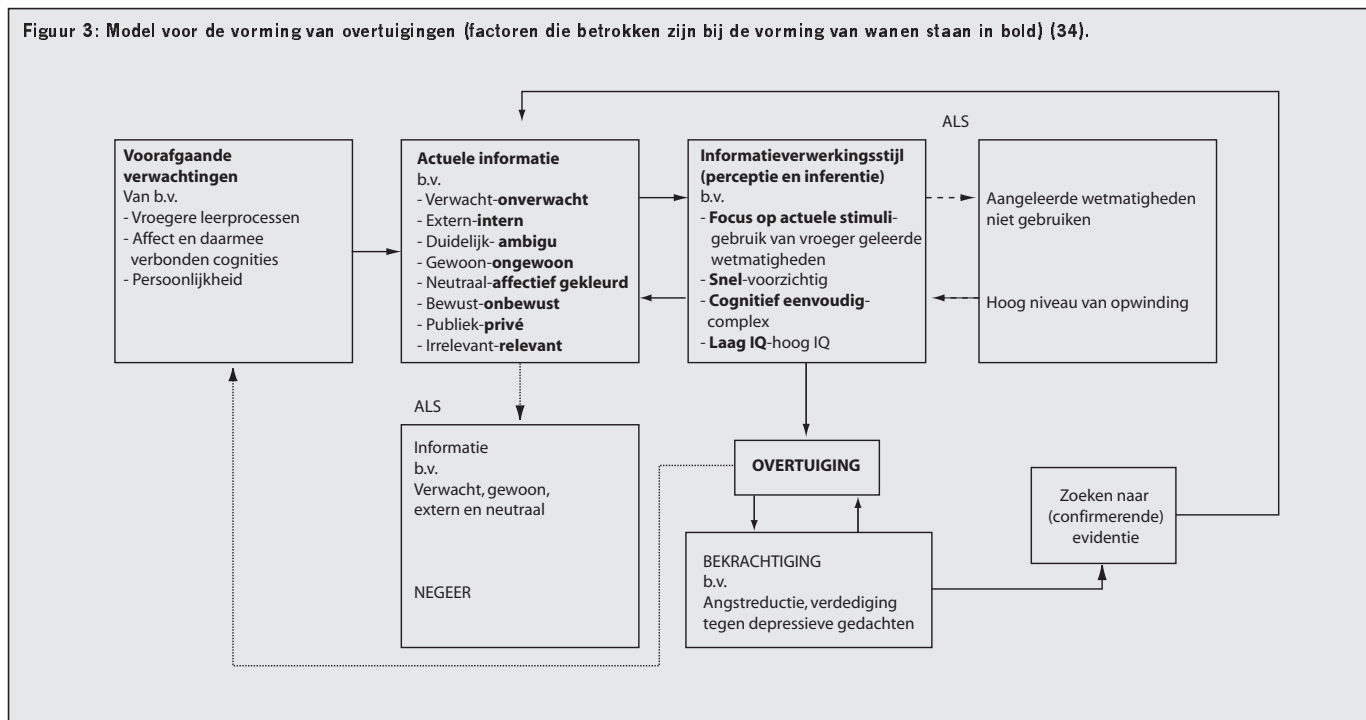 Figuur 3: Model voor de vorming van overtuigingen (factoren die betrokken zijn bij de vorming van wanen staan in bold) (34).
Voorafgaande
verwachtingen
Van b.v.
- Vroegere leerprocessen
- Affect en daarmee
verbonden cognities
- Persoonlijkheid
Actuele informatie
b.v.
- Verwacht-onverwacht
- Extern-intern
- Duidelijk- ambigu
- Gewoon-ongewoon
- Neutraal-affectief gekleurd
- Bewust-onbewust
- Publiek-privé
- Irrelevant-relevant
Informatieverwerkingsstijl
(perceptie en inferentie)
b.v.
- Focus op actuele stimuli-
gebruik van vroeger geleerde
wetmatigheden
- Snel-voorzichtig
- Cognitief eenvoudig-
complex
- Laag IQ-hoog IQ
ALS
Aangeleerde wetmatigheden
niet gebruiken
Hoog niveau van opwinding
ALS
Informatie
b.v.
Verwacht, gewoon,
extern en neutraal
NEGEER
OVERTUIGING
BEKRACHTIGING
b.v.
Angstreductie, verdediging
tegen depressieve gedachten
Zoeken naar
(confirmerende)
evidentie